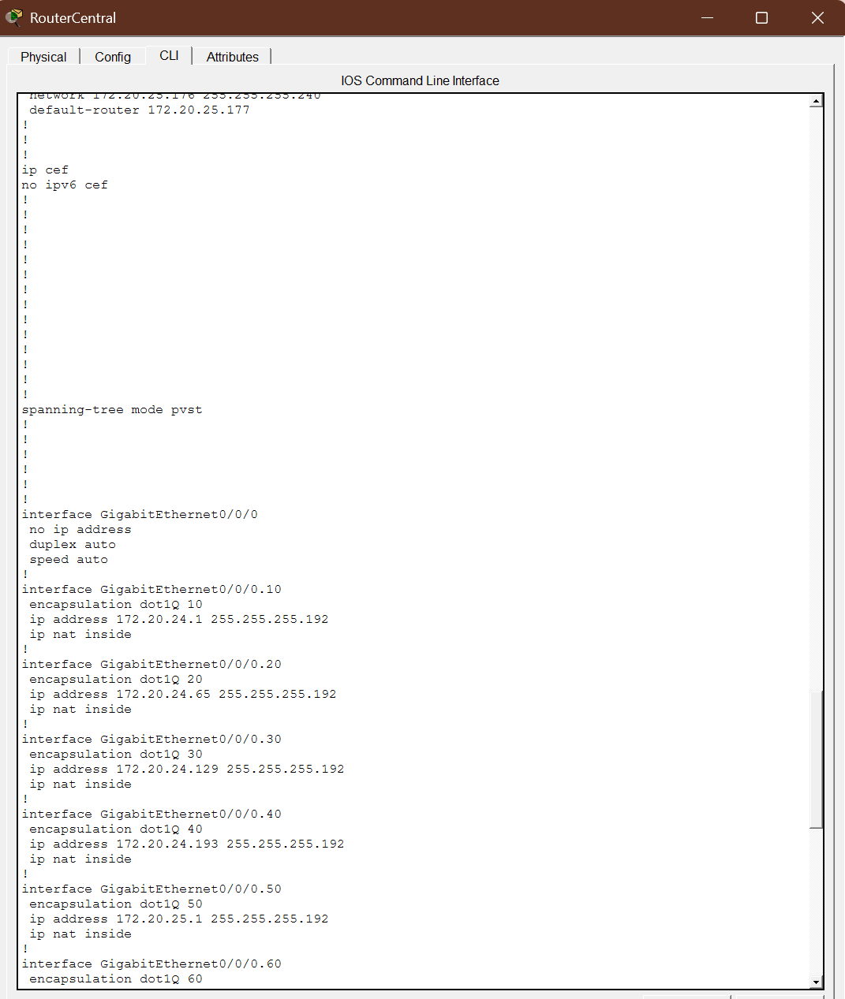 RouterCentral
Physical Config CLI Attributes
IOS Command Line Interface
network 172.20.25.176 255.255.255.240
default-router 172.20.25.177
!
!
!
ip cef
no ipv6 cef
!
!
!
!
!
!
!
!
!
!
!
!
!
!
spanning-tree mode pvst
!
!
!
!
!
!
interface GigabitEthernet0/0/0
no ip address
duplex auto
speed auto
!
interface GigabitEthernet0/0/0.10
encapsulation dot1Q 10
ip address 172.20.24.1 255.255.255.192
ip nat inside
!
interface GigabitEthernet0/0/0.20
encapsulation dot1Q 20
ip address 172.20.24.65 255.255.255.192
ip nat inside
!
interface GigabitEthernet0/0/0.30
encapsulation dot1Q 30
ip address 172.20.24.129 255.255.255.192
ip nat inside
!
interface GigabitEthernet0/0/0.40
encapsulation dot1Q 40
ip address 172.20.24.193 255.255.255.192
ip nat inside
!
interface GigabitEthernet0/0/0.50
encapsulation dot1Q 50
ip address 172.20.25.1 255.255.255.192
ip nat inside
!
interface GigabitEthernet0/0/0.60
encapsulation dot1Q 60